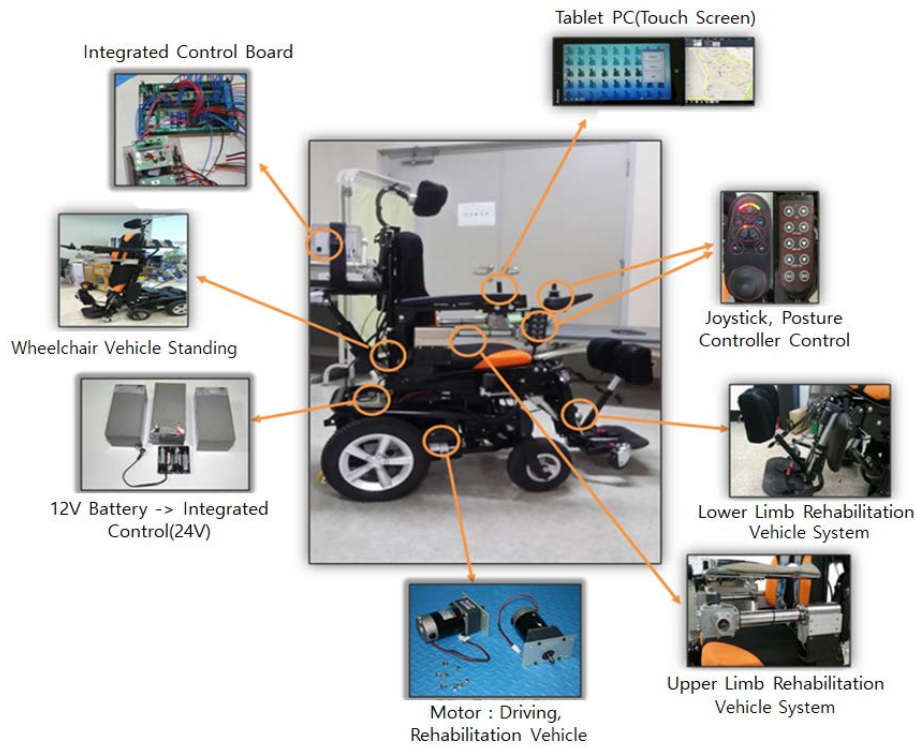 Tablet PC(Touch Screen)
Integrated Control Board
Joystick, Posture
Controller Control
Wheelchair Vehicle Standing
12V Battery -> Integrated
Control(24V)
Lower Limb Rehabilitation
Vehicle System
Upper Limb Rehabilitation
Vehicle System
Motor : Driving,
Rehabilitation Vehicle